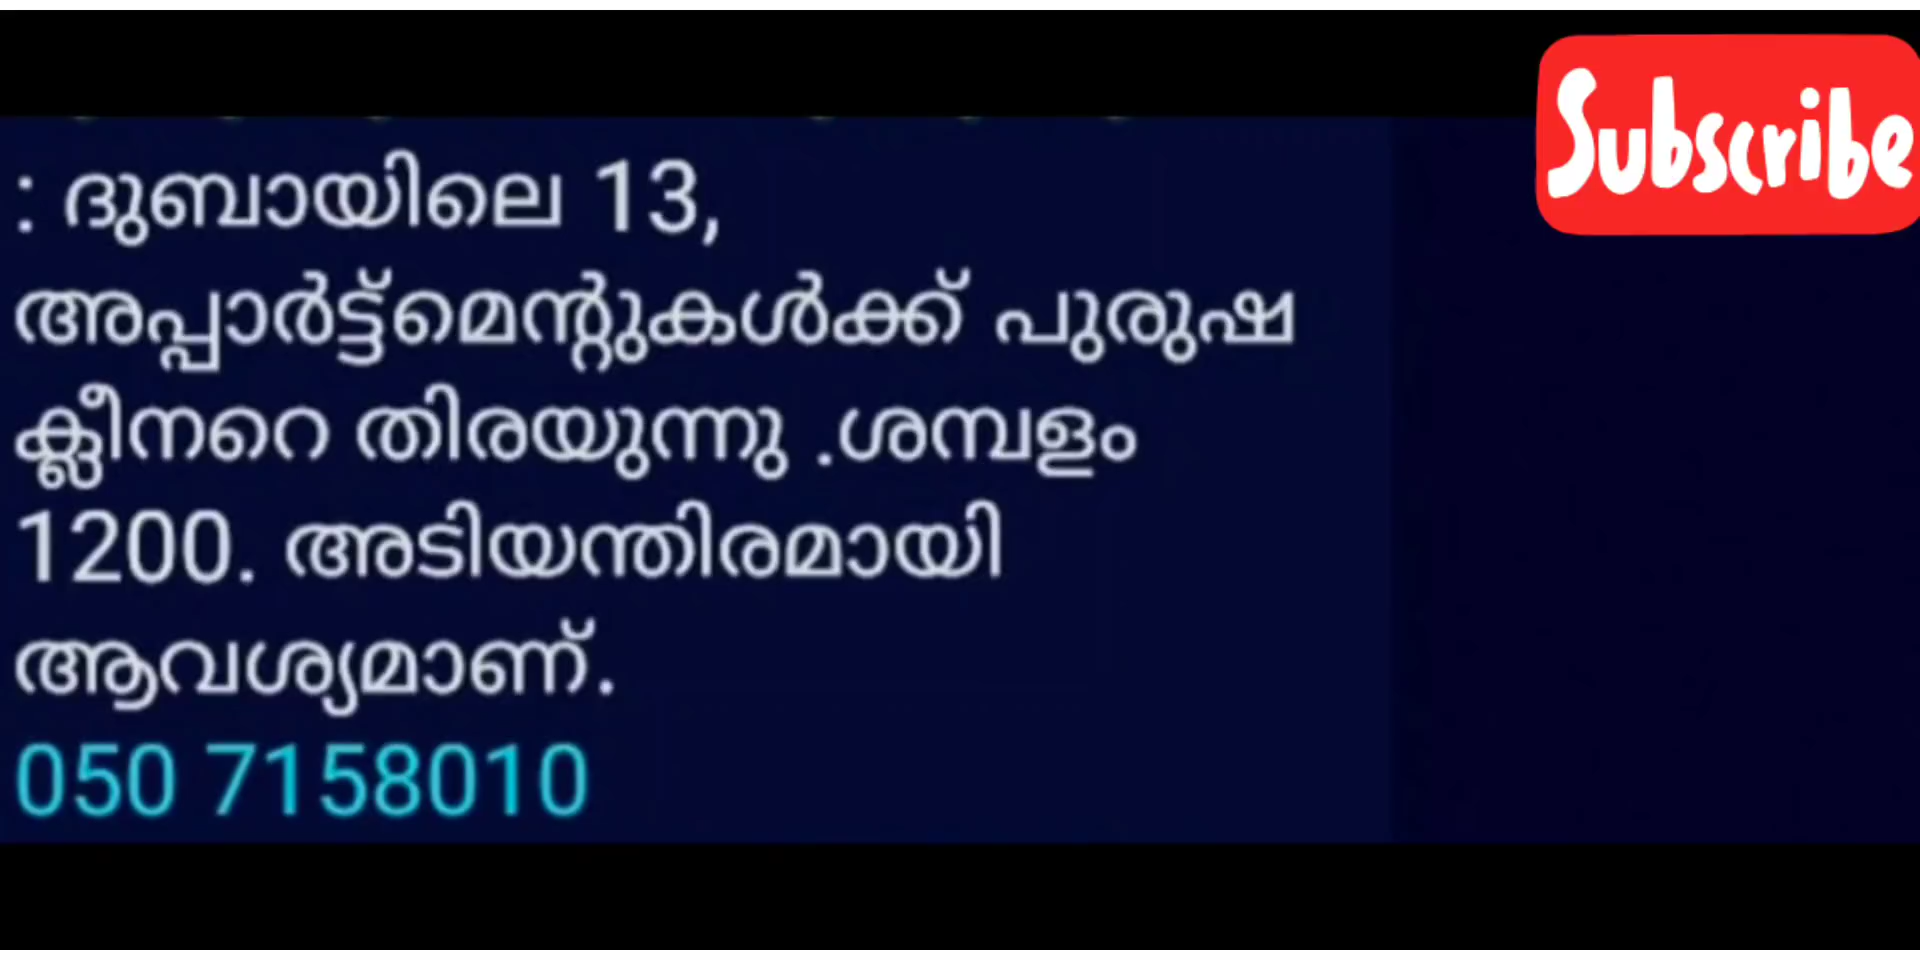 Subscribe
: ദുബായിലെ 13,
അപ്പാർട്ട്മെന്റുകൾക്ക് പുരുഷ
ക്ലീനറെ തിരയുന്നു .ശമ്പളം
1200. അടിയന്തിരമായി
ആവശ്യമാണ്.
050 7158010